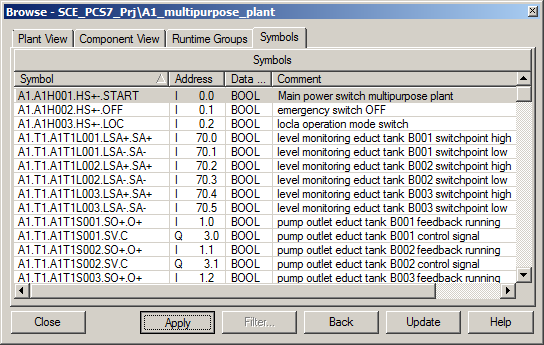 Browse - SCE_PCS7_Prj\A1_multipurpose_plant
Plant View Component View Runtime Groups Symbols
Symbols
Symbol Address Data ... Comment
A1.A1H001.HS+-.START I 0.0 BOOL Main power switch multipurpose plant
A1.A1H002.HS+-.OFF I 0.1 BOOL emergency switch OFF
A1.A1H003.HS+-.LOC I 0.2 BOOL locla operation mode switch
A1.T1.A1T1L001.LSA+.SA+ I 70.0 BOOL level monitoring educt tank B001 switchpoint high
A1.T1.A1T1L001.LSA-.SA- I 70.1 BOOL level monitoring educt tank B001 switchpoint low
A1.T1.A1T1L002.LSA+.SA+ I 70.2 BOOL level monitoring educt tank B002 switchpoint high
A1.T1.A1T1L002.LSA-.SA- I 70.3 BOOL level monitoring educt tank B002 switchpoint low
A1.T1.A1T1L003.LSA+.SA+ I 70.4 BOOL level monitoring educt tank B003 switchpoint high
A1.T1.A1T1L003.LSA-.SA- I 70.5 BOOL level monitoring educt tank B003 switchpoint low
A1.T1.A1T1S001.SO+.O+ I 1.0 BOOL pump outlet educt tank B001 feedback running
A1.T1.A1T1S001.SV.C Q 3.0 BOOL pump outlet educt tank B001 control signal
A1.T1.A1T1S002.SO+.O+ I 1.1 BOOL pump outlet educt tank B002 feedback running
A1.T1.A1T1S002.SV.C Q 3.1 BOOL pump outlet educt tank B002 control signal
A1.T1.A1T1S003.SO+.O+ I 1.2 BOOL pump outlet educt tank B003 feedback running
Close Apply Filter... Back Update Help